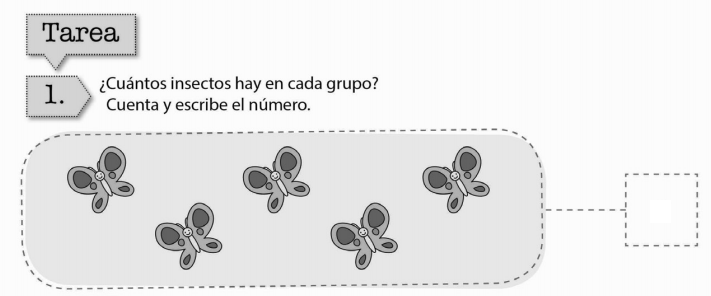 Tarea
1.
¿Cuántos insectos hay en cada grupo?
Cuenta y escribe el número.